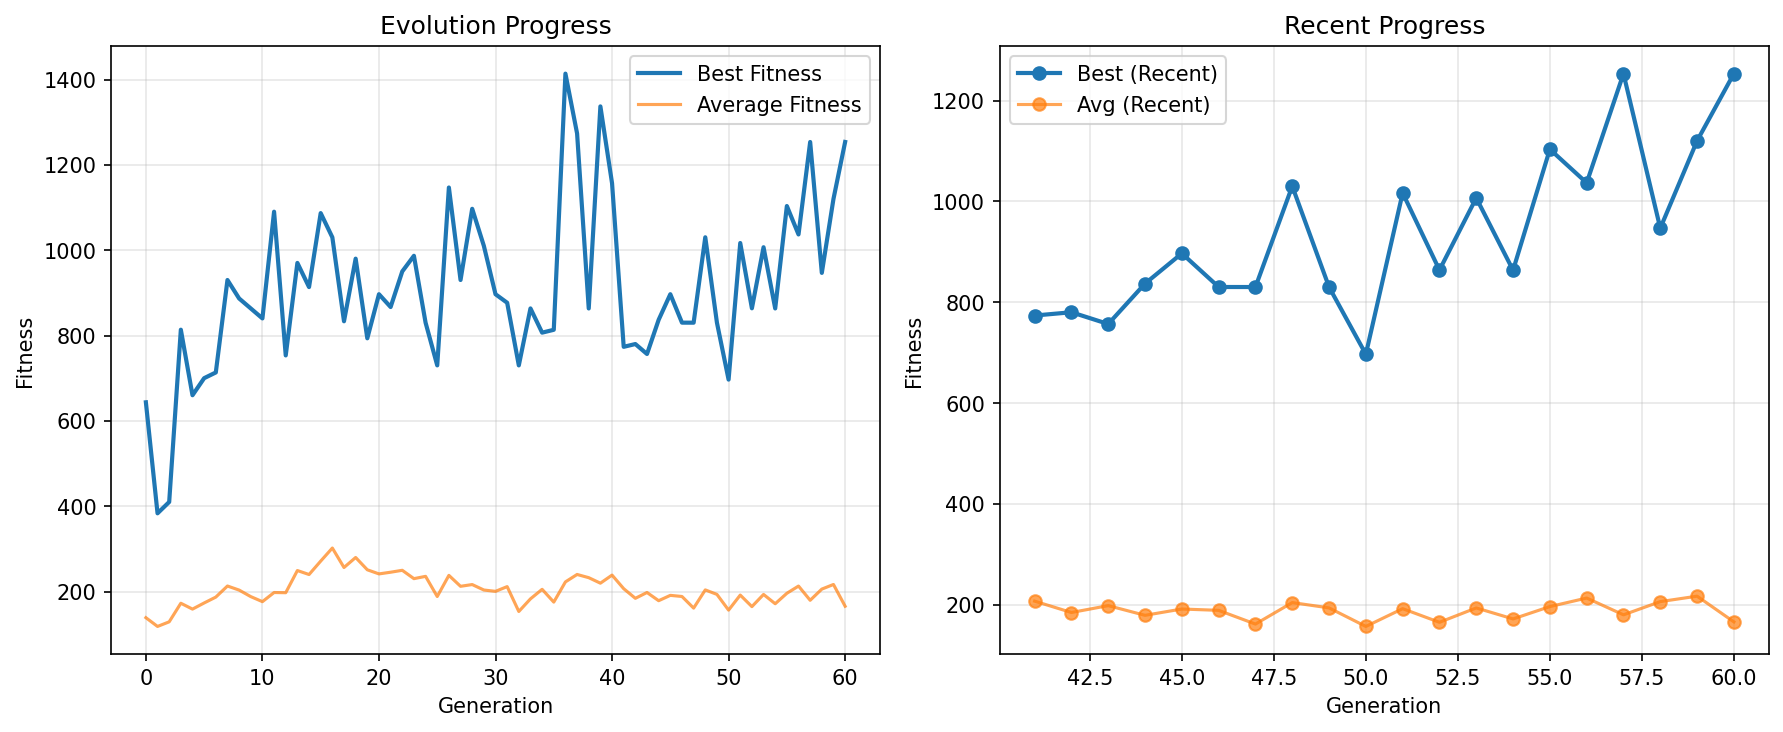 Evolution Progress
Best Fitness
Average Fitness
1400
1200
1000
800
600
400
200
Fitness
0
10
20
30
40
50
60
Generation
Recent Progress
Best (Recent)
Avg (Recent)
1200
1000
800
600
400
200
Fitness
42.5
45.0
47.5
50.0
52.5
55.0
57.5
60.0
Generation